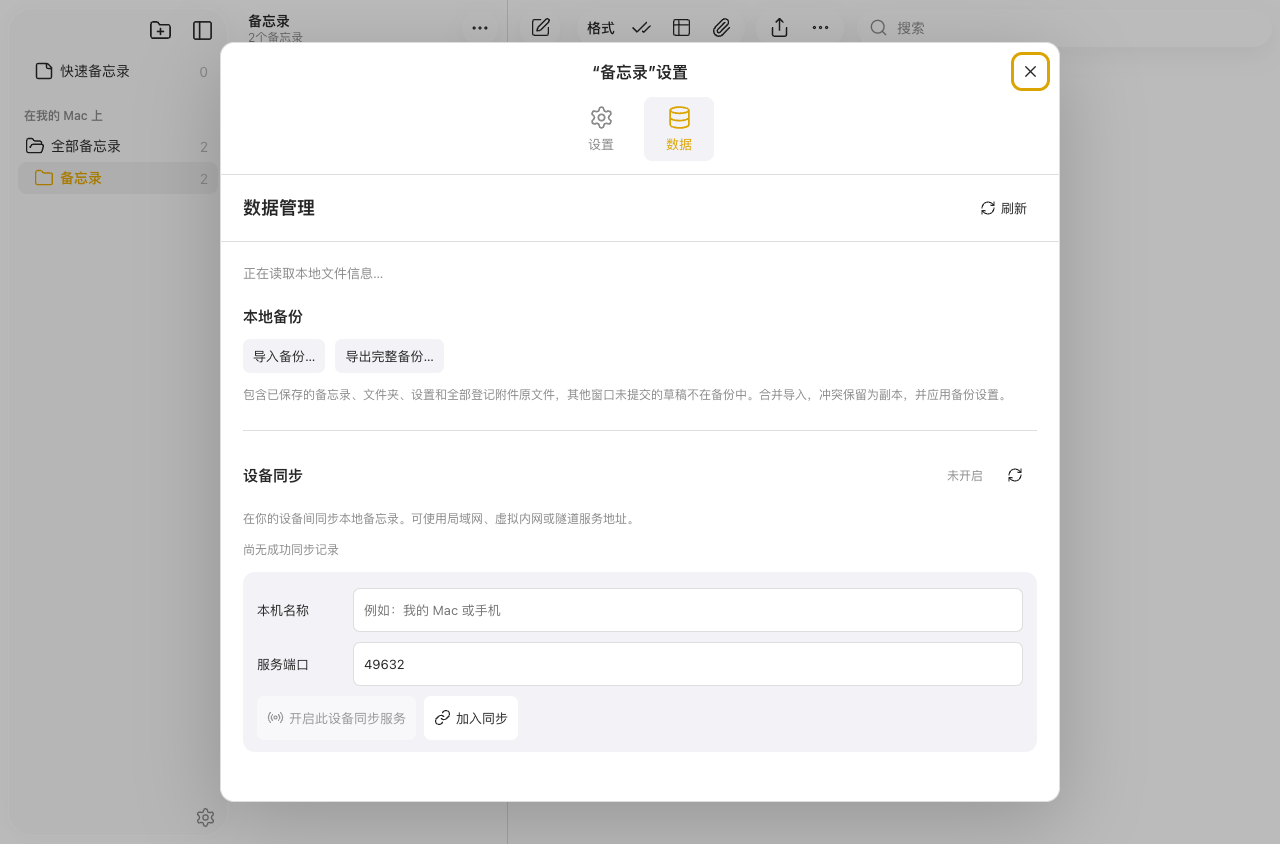 备忘录
2个备忘录
格式
搜索
快速备忘录 0
在我的 Mac 上
全部备忘录 2
备忘录 2
“备忘录”设置
设置
数据
数据管理
刷新
正在读取本地文件信息...
本地备份
导入备份...
导出完整备份...
包含已保存的备忘录、文件夹、设置和全部登记附件原文件，其他窗口未提交的草稿不在备份中。合并导入，冲突保留为副本，并应用备份设置。
设备同步
未开启
在你的设备间同步本地备忘录。可使用局域网、虚拟内网或隧道服务地址。
尚无成功同步记录
本机名称
例如：我的 Mac 或手机
服务端口
49632
开启此设备同步服务
加入同步